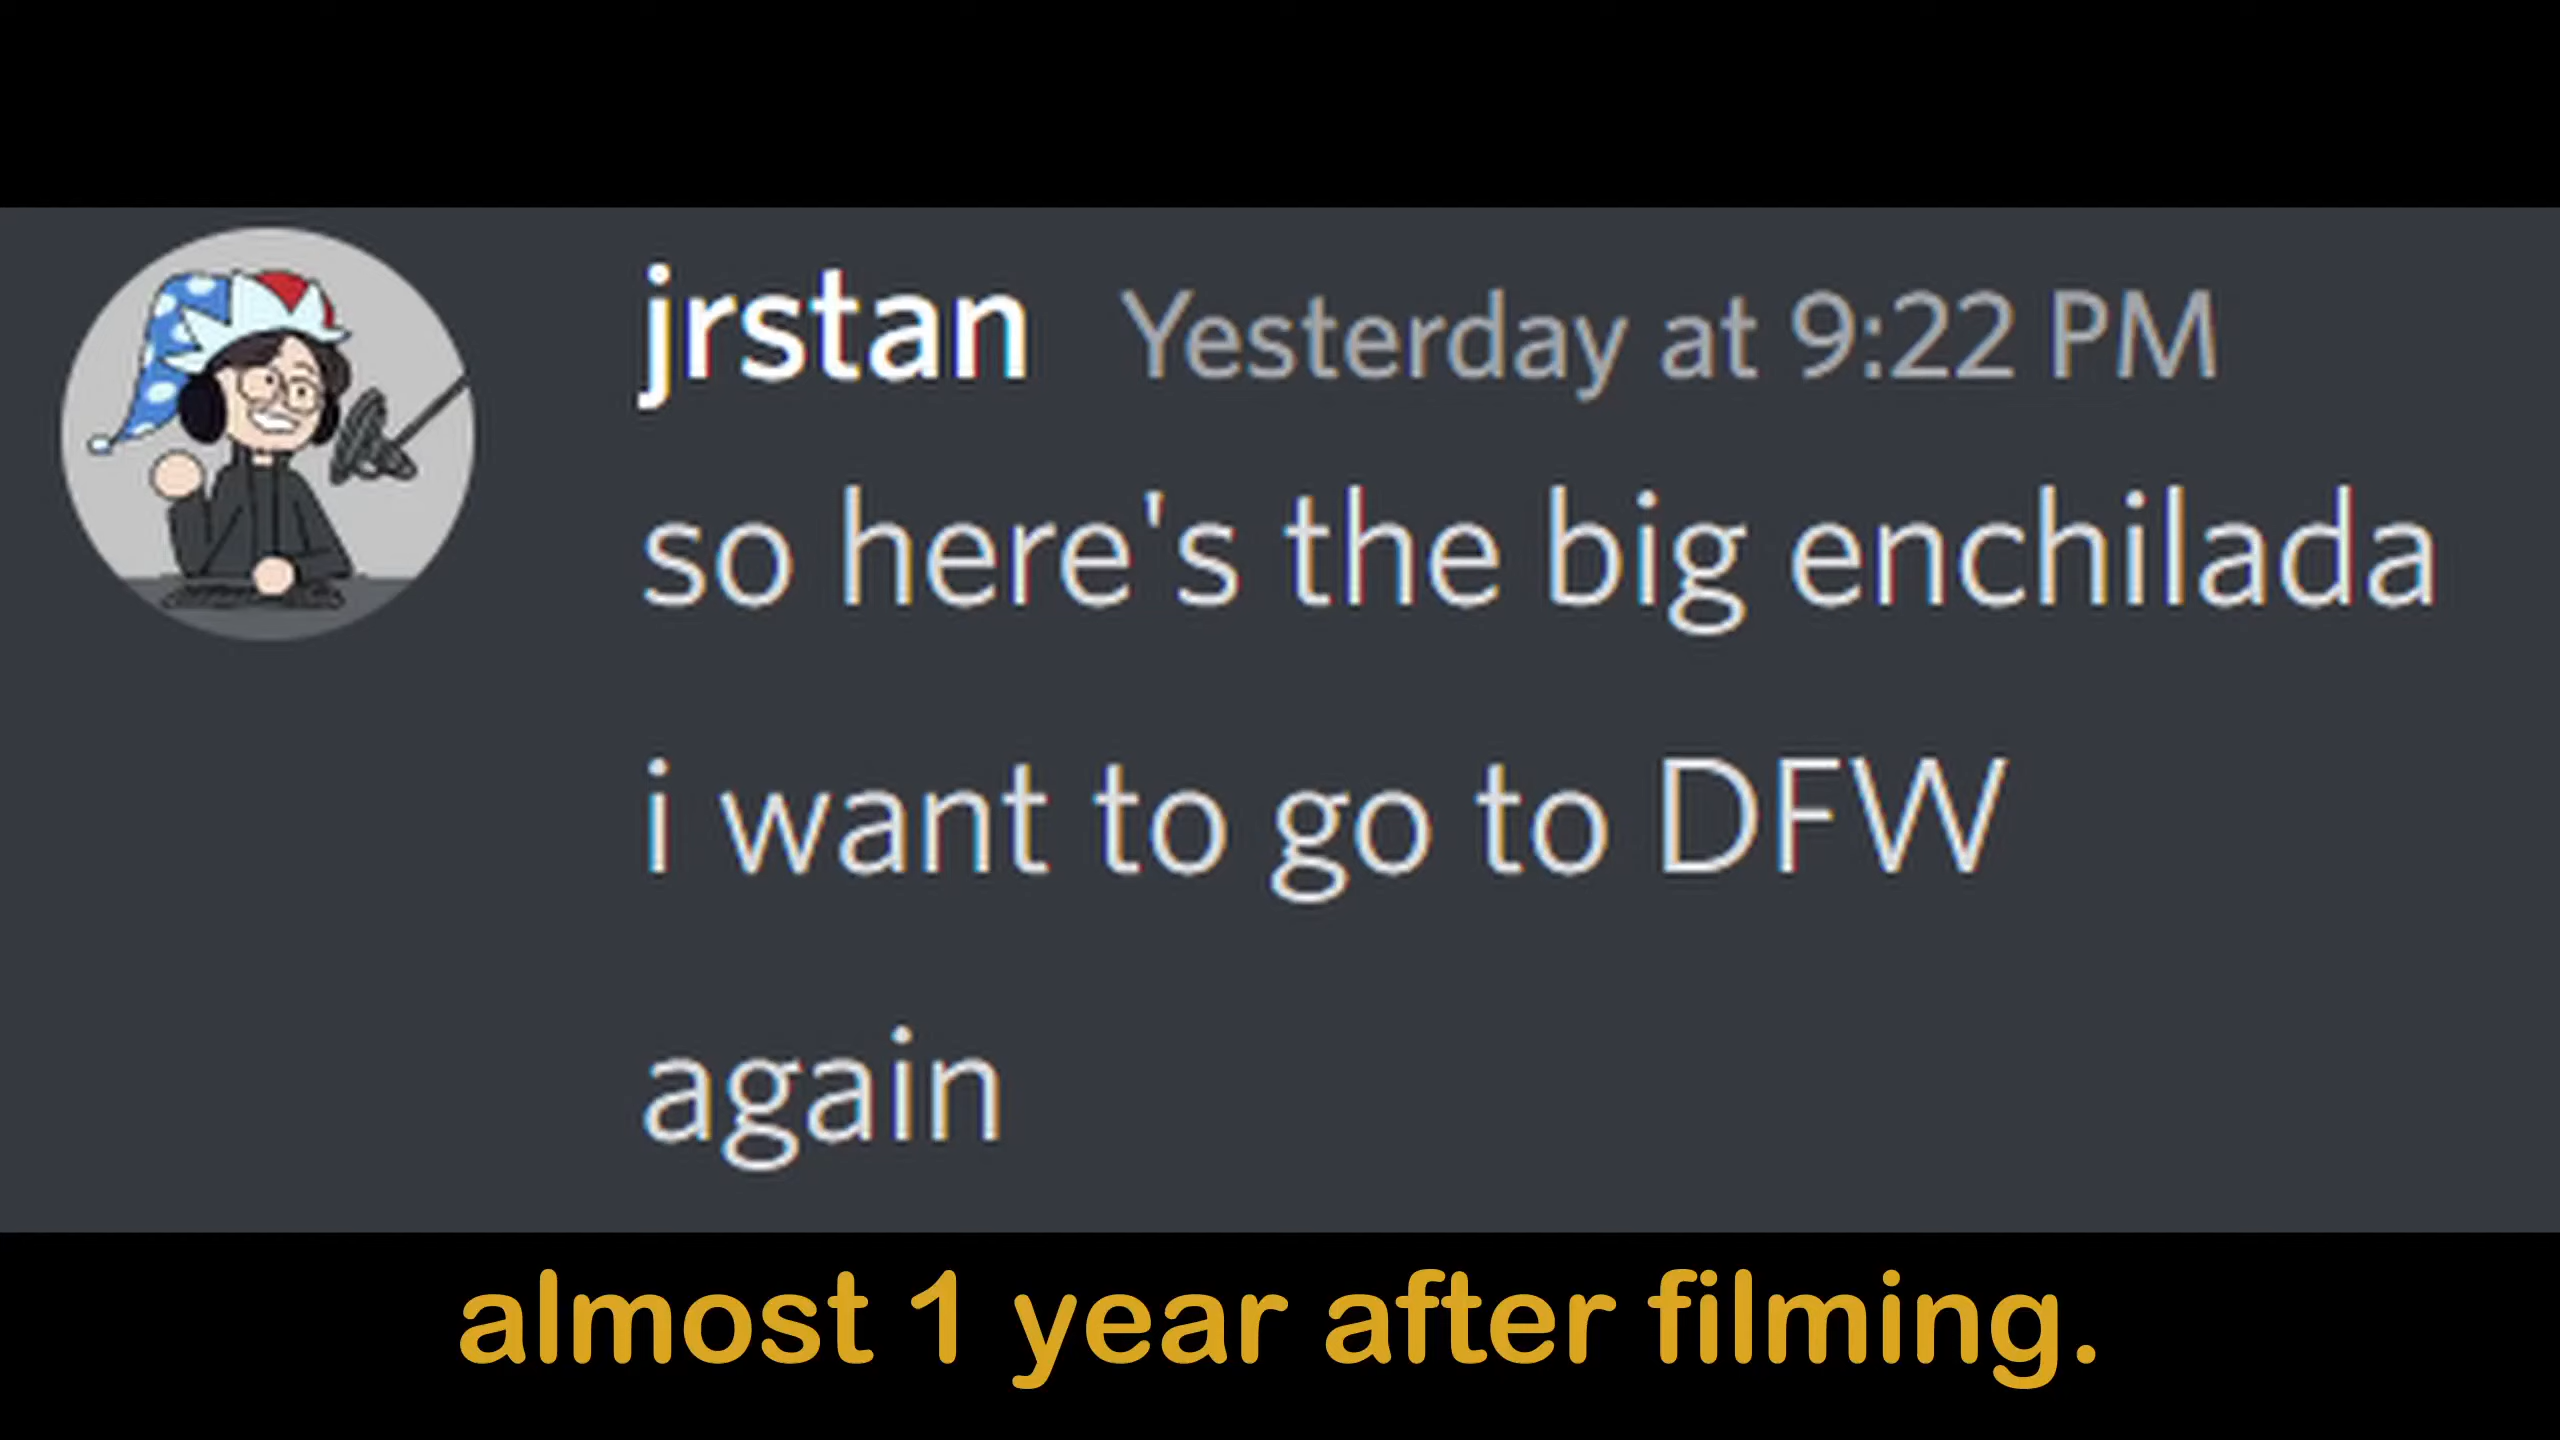 jrstan Yesterday at 9:22 PM
so here's the big enchilada
i want to go to DFW
again
almost 1 year after filming.